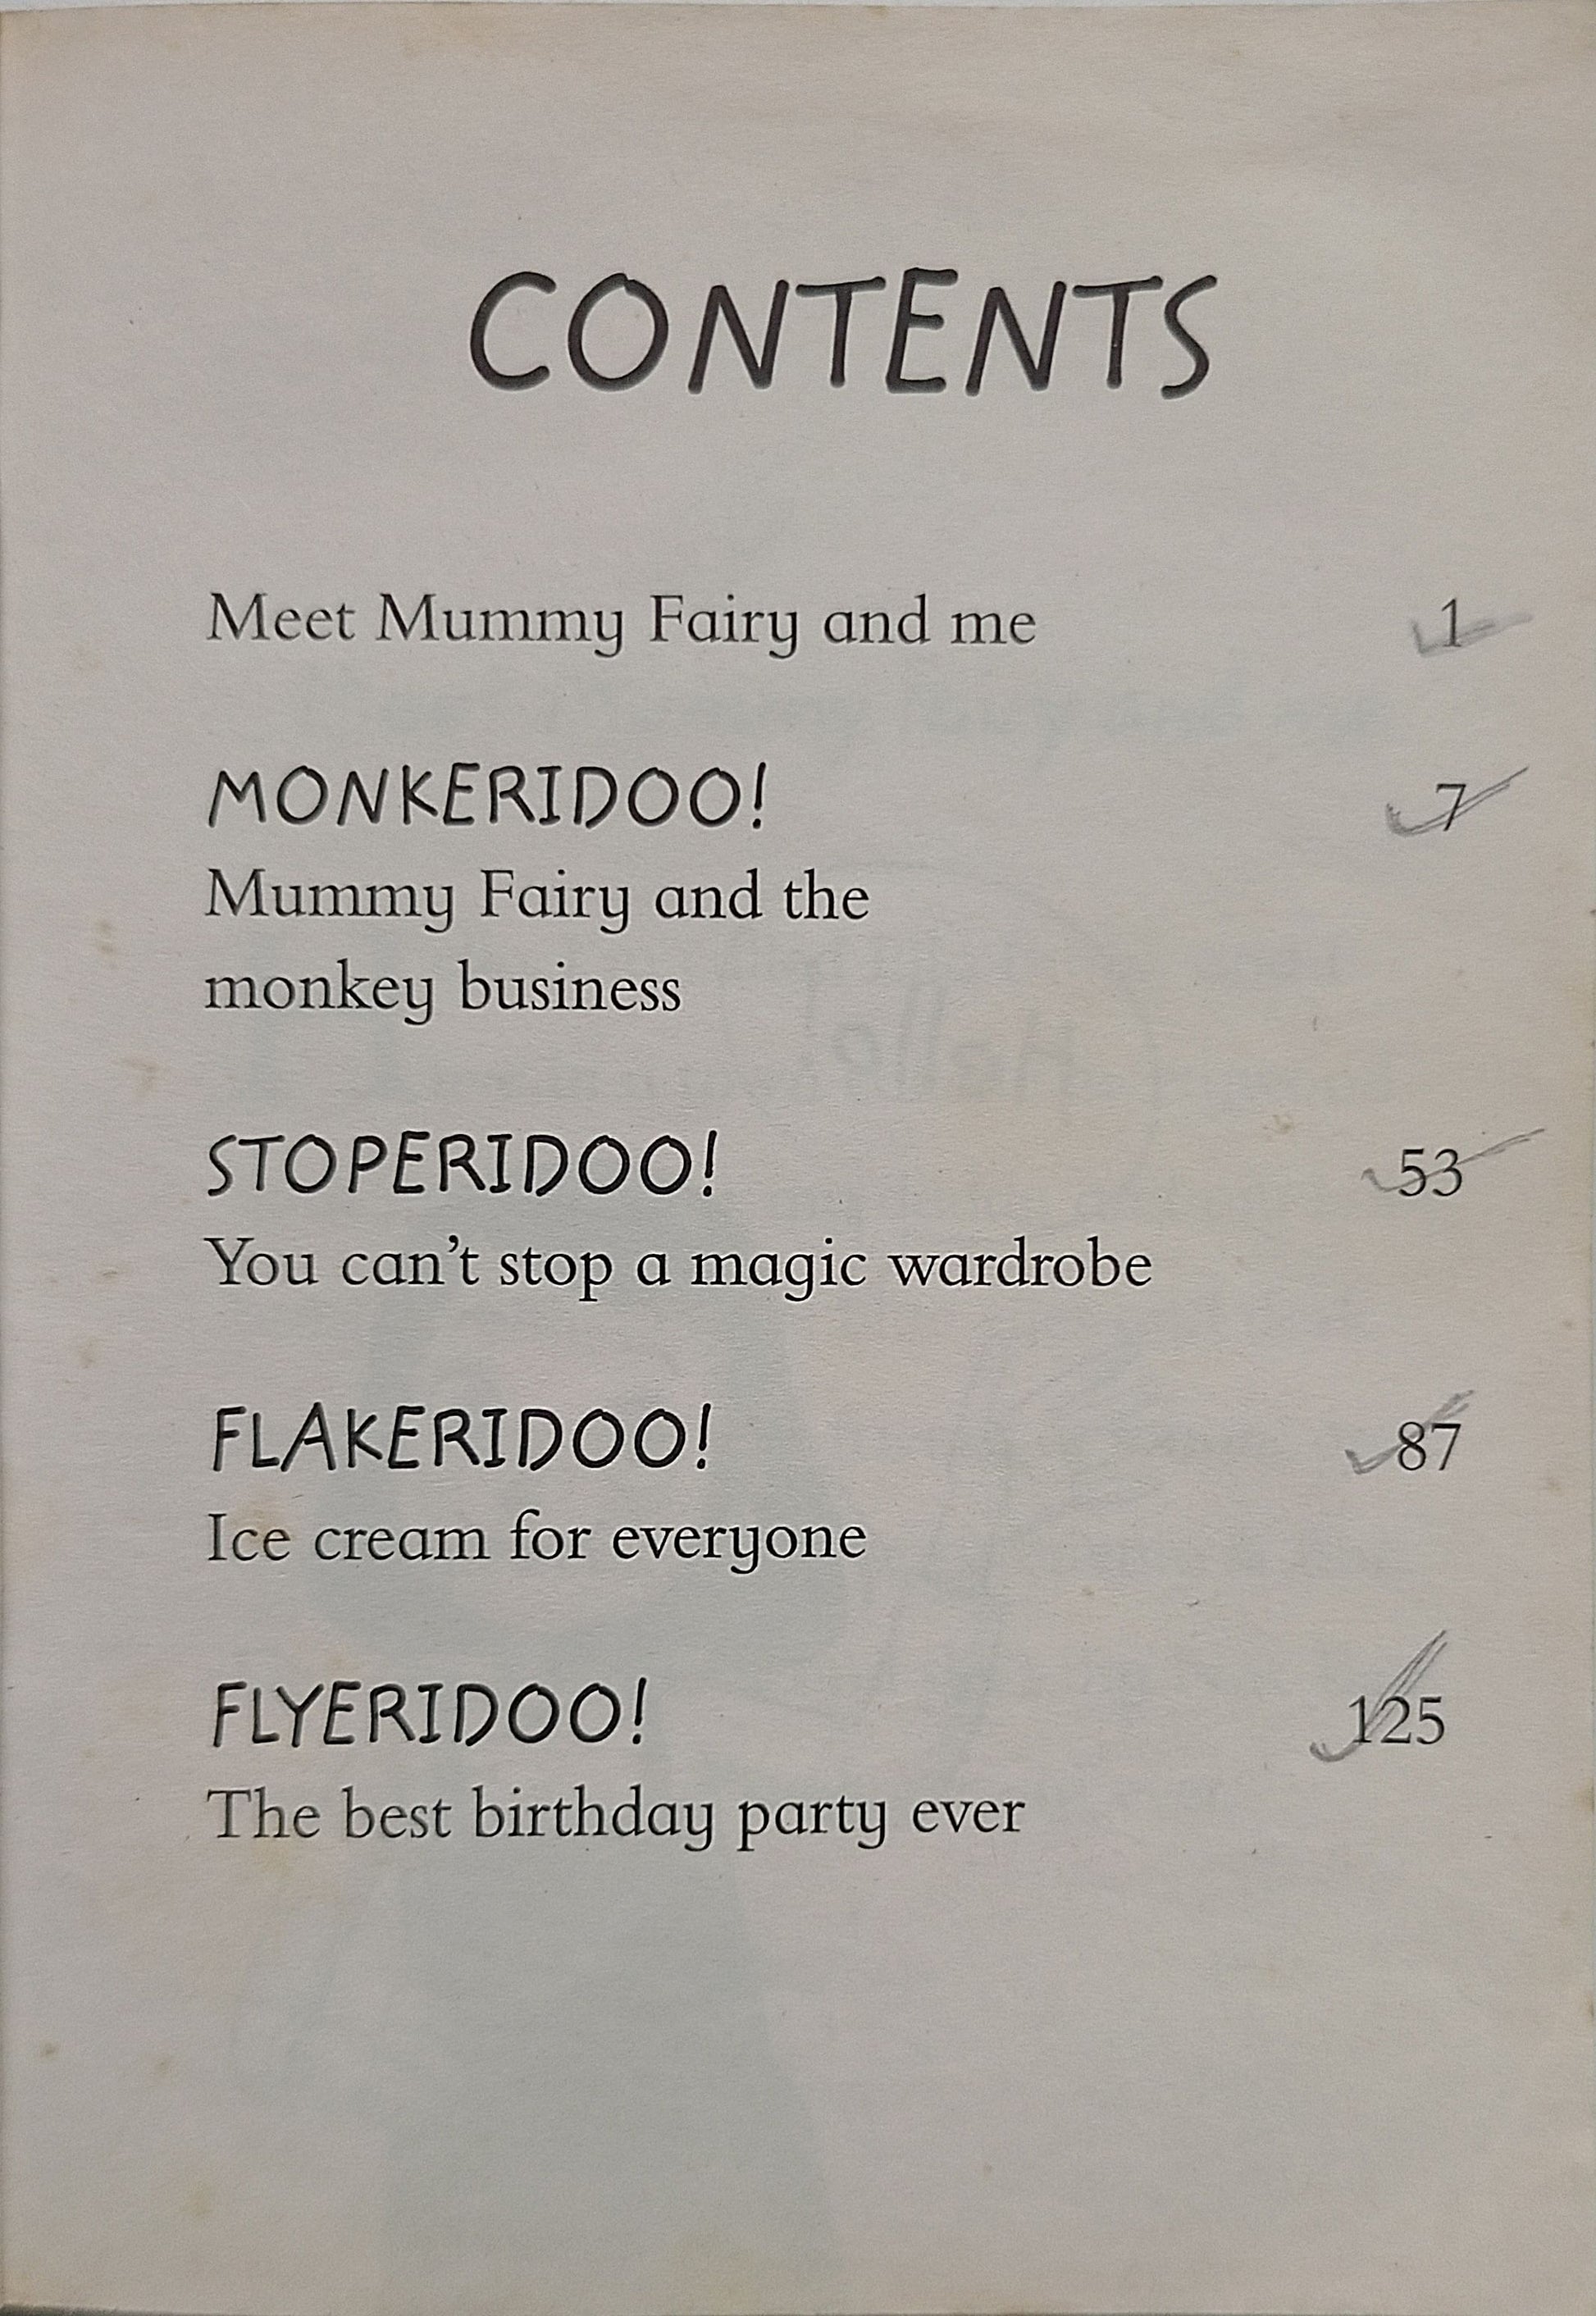 CONTENTS
Meet Mummy Fairy and me 1
MONKERIDOO! 7
Mummy Fairy and the
monkey business
STOPERIDOO! 53
You can't stop a magic wardrobe
FLAKERIDOO! 87
Ice cream for everyone
FLYERIDOO! 125
The best birthday party ever